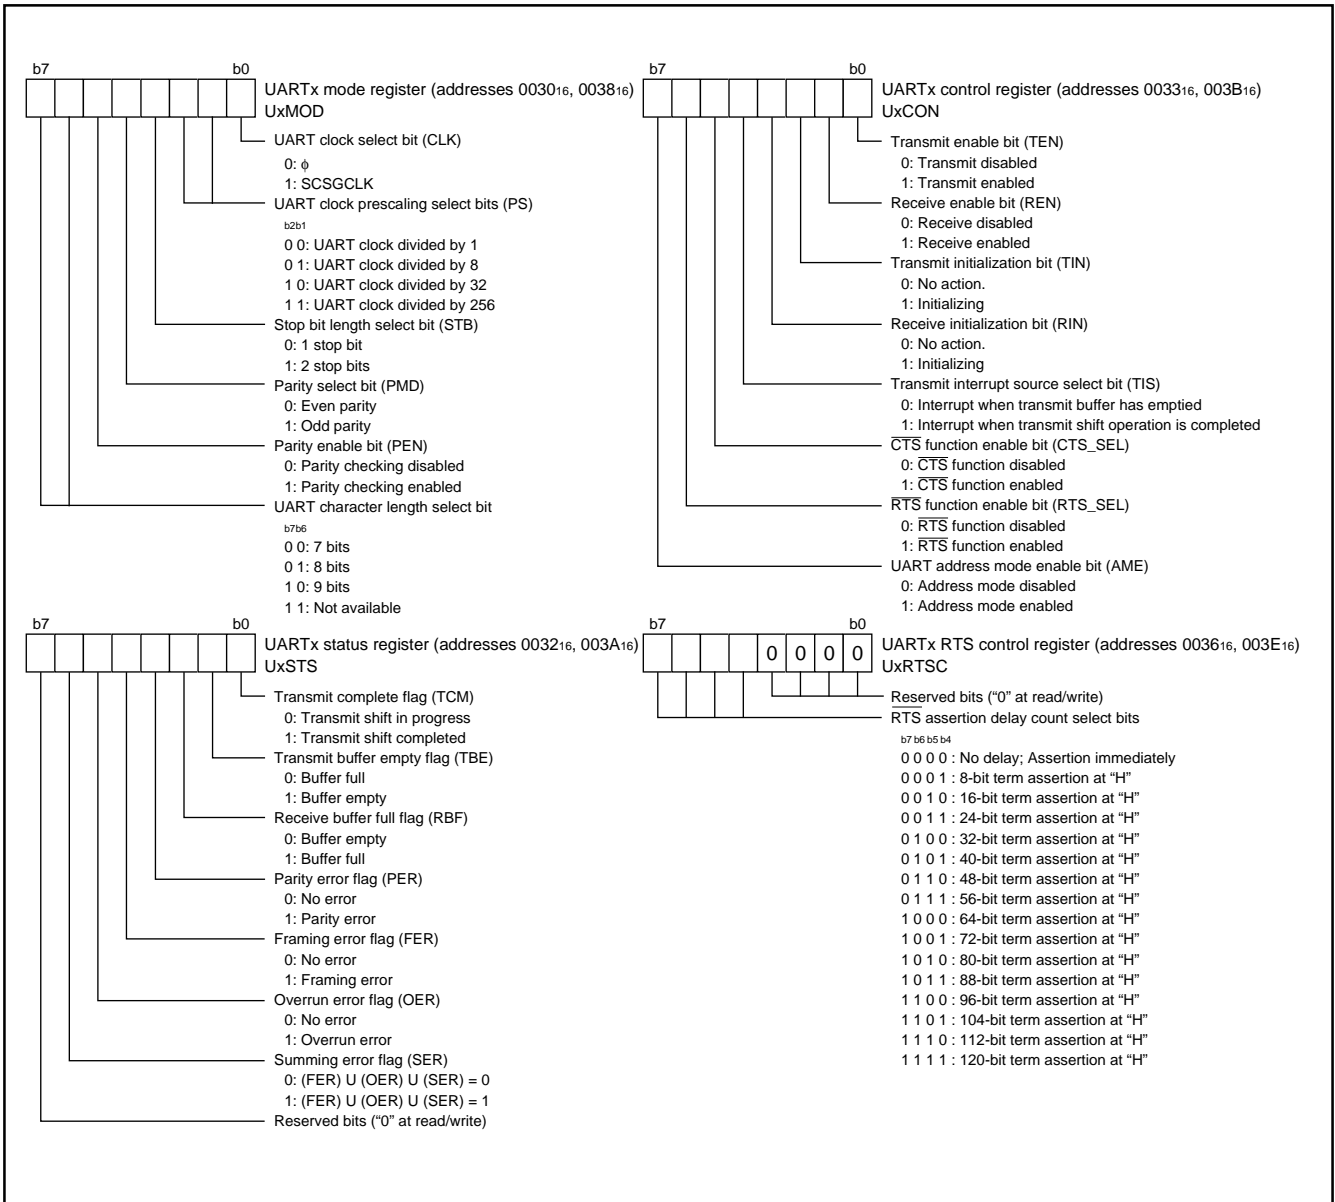 b7 b0
UARTx mode register (addresses 0030₁₆, 0038₁₆)
UxMOD
UART clock select bit (CLK)
0: ϕ
1: SCSGCLK
UART clock prescaling select bits (PS)
b2b1
0 0: UART clock divided by 1
0 1: UART clock divided by 8
1 0: UART clock divided by 32
1 1: UART clock divided by 256
Stop bit length select bit (STB)
0: 1 stop bit
1: 2 stop bits
Parity select bit (PMD)
0: Even parity
1: Odd parity
Parity enable bit (PEN)
0: Parity checking disabled
1: Parity checking enabled
UART character length select bit
b7b6
0 0: 7 bits
0 1: 8 bits
1 0: 9 bits
1 1: Not available
b7 b0
UARTx control register (addresses 0033₁₆, 003B₁₆)
UxCON
Transmit enable bit (TEN)
0: Transmit disabled
1: Transmit enabled
Receive enable bit (REN)
0: Receive disabled
1: Receive enabled
Transmit initialization bit (TIN)
0: No action.
1: Initializing
Receive initialization bit (RIN)
0: No action.
1: Initializing
Transmit interrupt source select bit (TIS)
0: Interrupt when transmit buffer has emptied
1: Interrupt when transmit shift operation is completed
C̅T̅S̅ function enable bit (CTS_SEL)
0: C̅T̅S̅ function disabled
1: C̅T̅S̅ function enabled
R̅T̅S̅ function enable bit (RTS_SEL)
0: R̅T̅S̅ function disabled
1: R̅T̅S̅ function enabled
UART address mode enable bit (AME)
0: Address mode disabled
1: Address mode enabled
b7 b0
UARTx status register (addresses 0032₁₆, 003A₁₆)
UxSTS
Transmit complete flag (TCM)
0: Transmit shift in progress
1: Transmit shift completed
Transmit buffer empty flag (TBE)
0: Buffer full
1: Buffer empty
Receive buffer full flag (RBF)
0: Buffer empty
1: Buffer full
Parity error flag (PER)
0: No error
1: Parity error
Framing error flag (FER)
0: No error
1: Framing error
Overrun error flag (OER)
0: No error
1: Overrun error
Summing error flag (SER)
0: (FER) U (OER) U (SER) = 0
1: (FER) U (OER) U (SER) = 1
Reserved bits (“0” at read/write)
b7 b0
0 0 0 0
UARTx RTS control register (addresses 0036₁₆, 003E₁₆)
UxRTSC
Reserved bits (“0” at read/write)
R̅T̅S̅ assertion delay count select bits
b7 b6 b5 b4
0 0 0 0 : No delay; Assertion immediately
0 0 0 1 : 8-bit term assertion at “H”
0 0 1 0 : 16-bit term assertion at “H”
0 0 1 1 : 24-bit term assertion at “H”
0 1 0 0 : 32-bit term assertion at “H”
0 1 0 1 : 40-bit term assertion at “H”
0 1 1 0 : 48-bit term assertion at “H”
0 1 1 1 : 56-bit term assertion at “H”
1 0 0 0 : 64-bit term assertion at “H”
1 0 0 1 : 72-bit term assertion at “H”
1 0 1 0 : 80-bit term assertion at “H”
1 0 1 1 : 88-bit term assertion at “H”
1 1 0 0 : 96-bit term assertion at “H”
1 1 0 1 : 104-bit term assertion at “H”
1 1 1 0 : 112-bit term assertion at “H”
1 1 1 1 : 120-bit term assertion at “H”